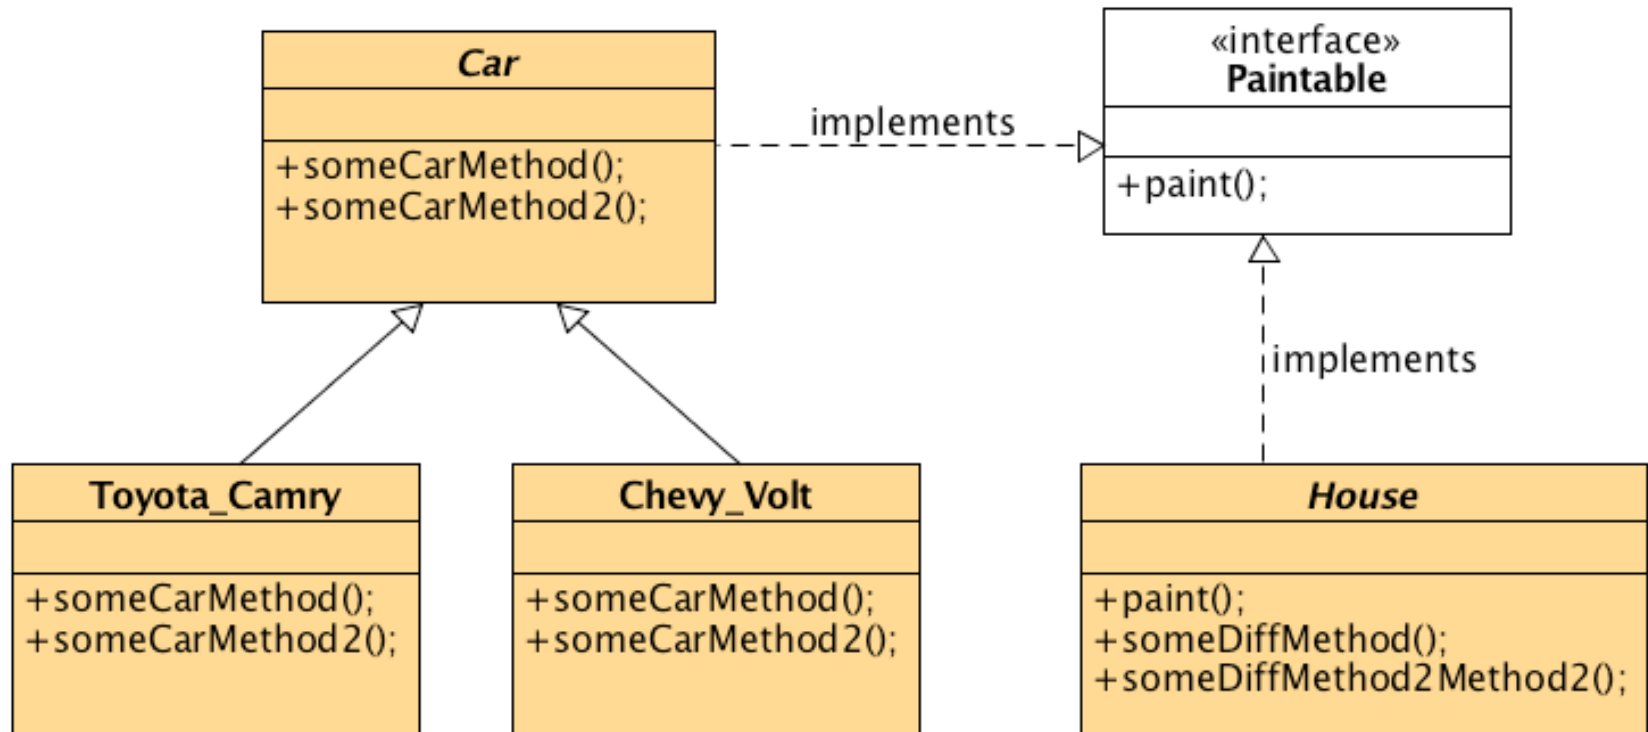 Car
+someCarMethod();
+someCarMethod2();
implements
«interface»
Paintable
+paint();
implements
Toyota_Camry
+someCarMethod();
+someCarMethod2();
Chevy_Volt
+someCarMethod();
+someCarMethod2();
House
+paint();
+someDiffMethod();
+someDiffMethod2Method2();